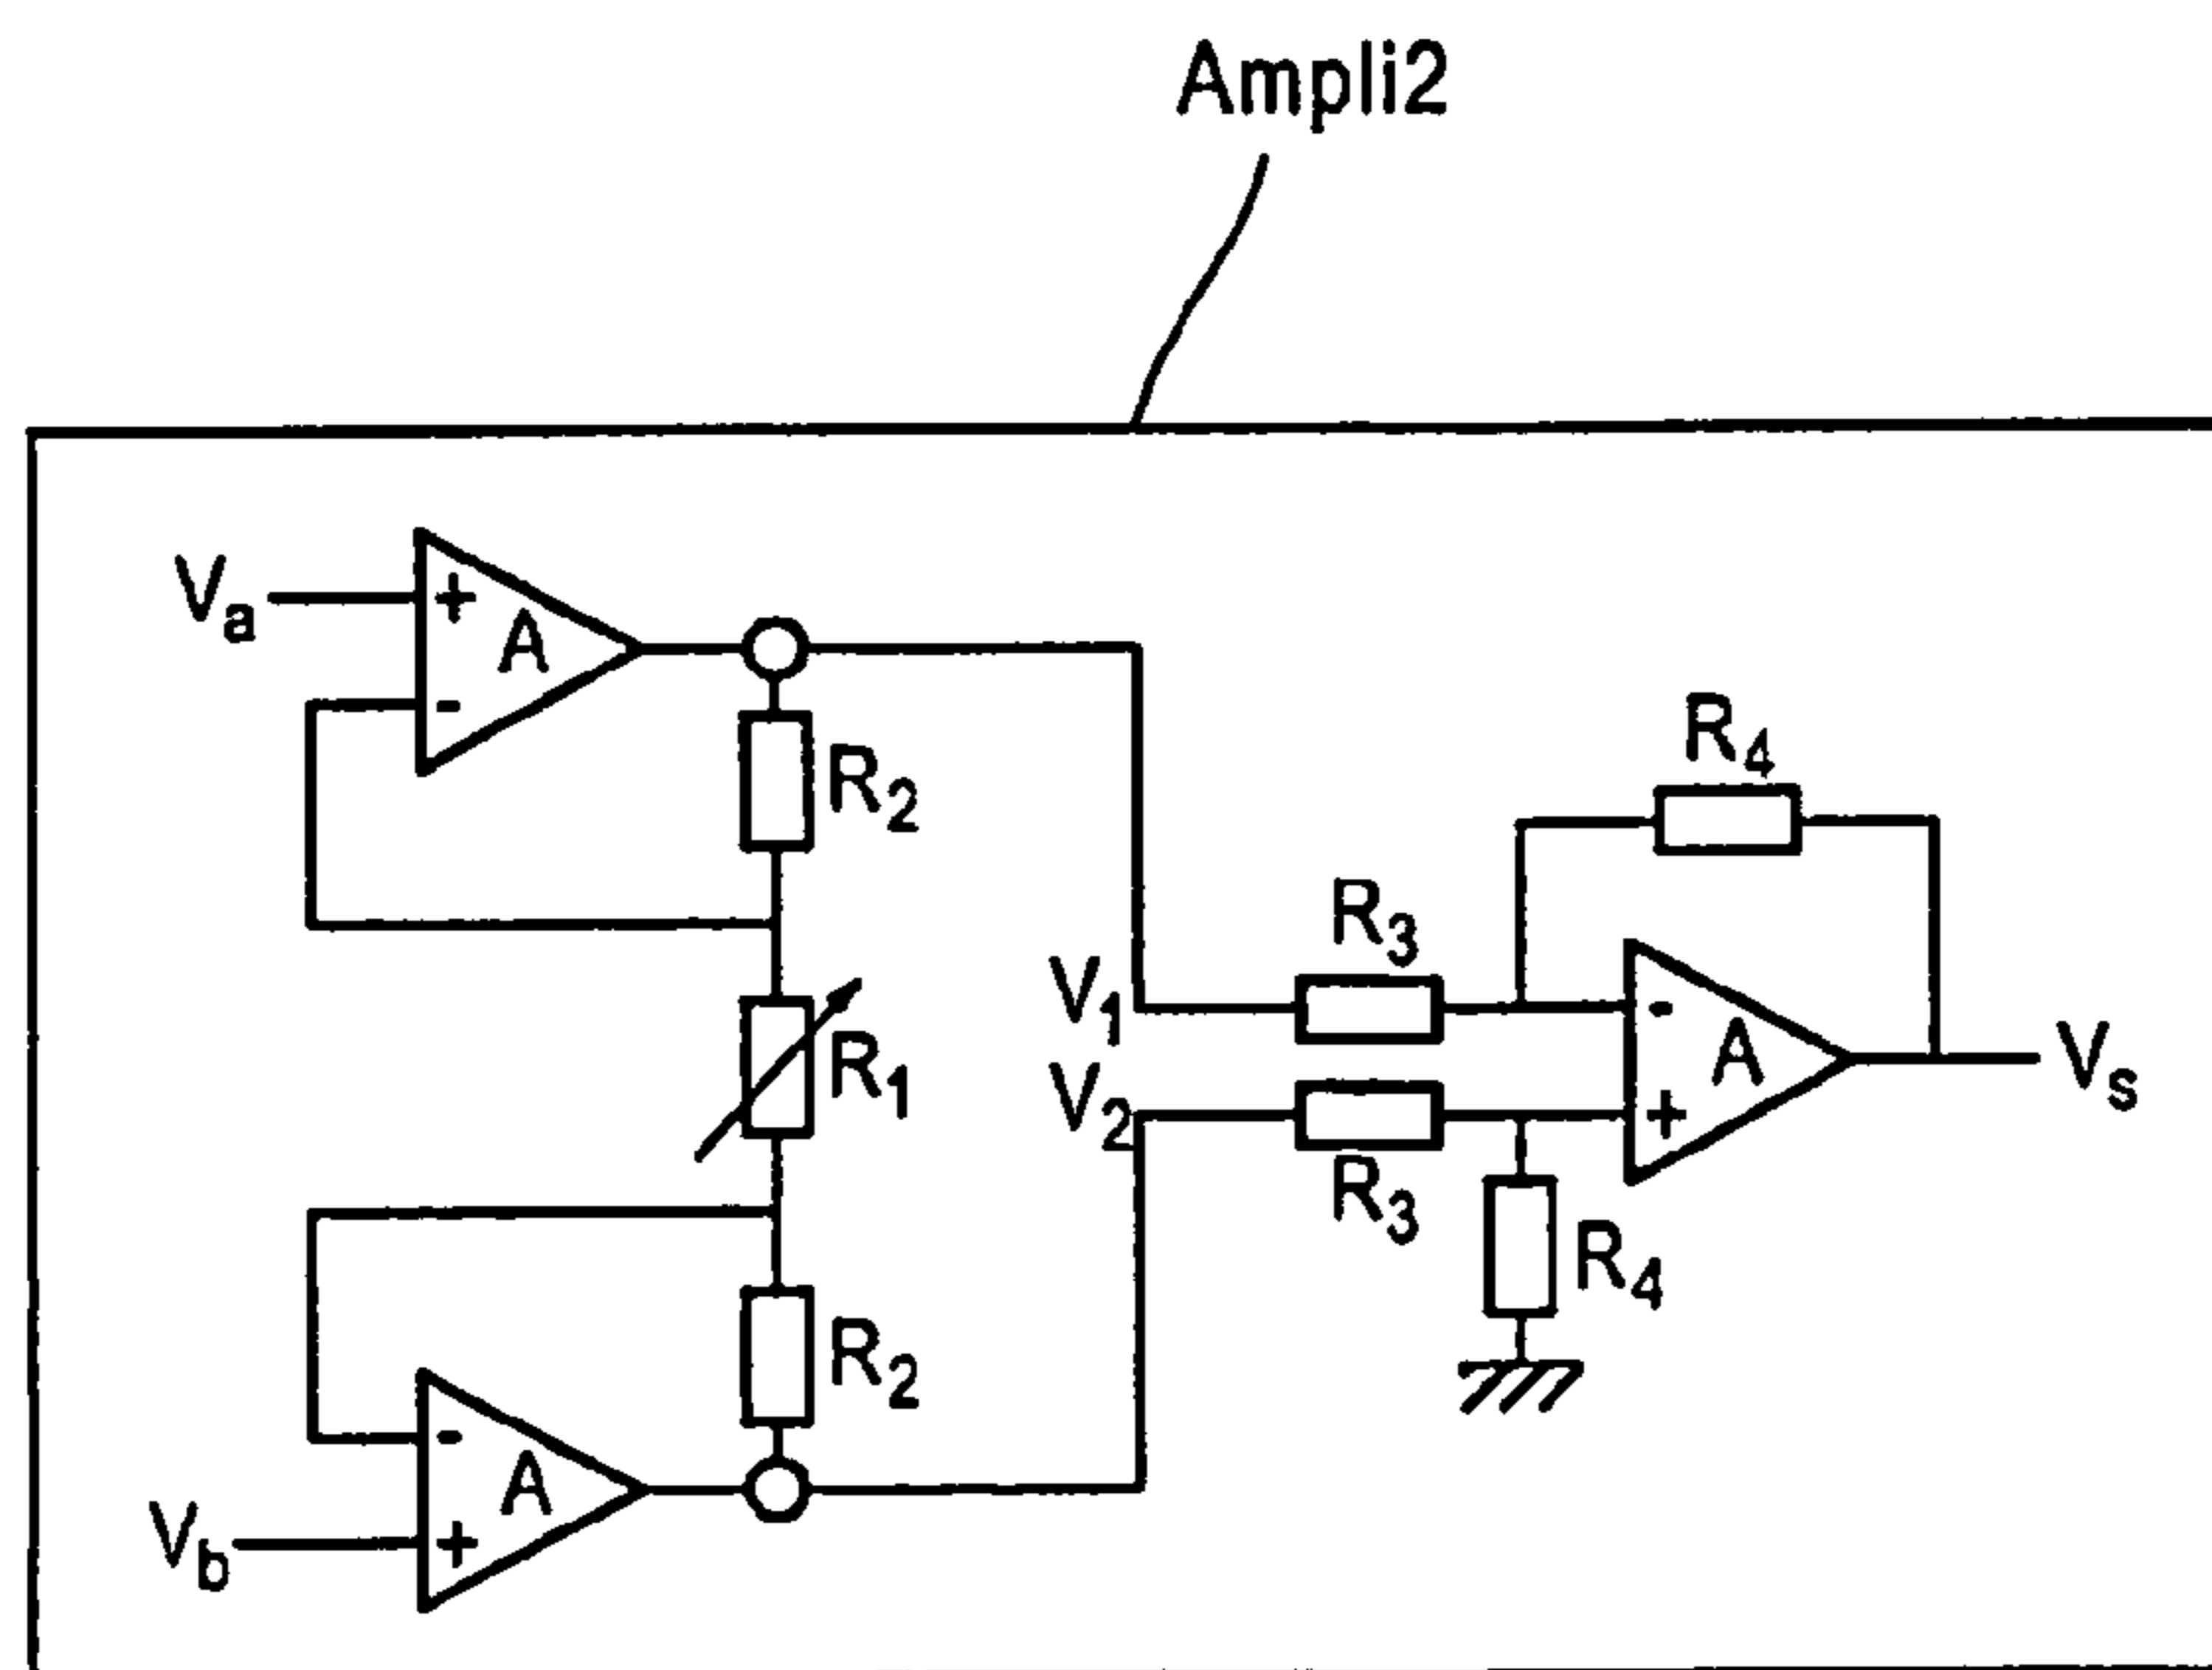 Ampli2
Va
+
A
-
R2
R4
R3
V1
-
A
Vs
R1
V2
+
R3
R4
R2
-
A
Vb
+